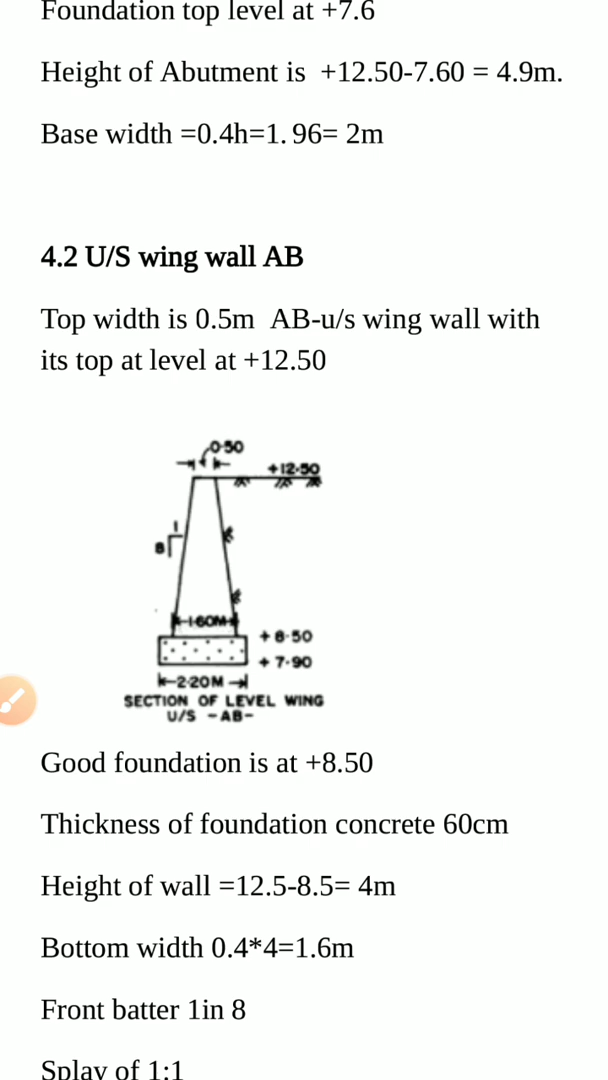 Foundation top level at +7.6
Height of Abutment is +12.50-7.60 = 4.9m.
Base width =0.4h=1.96= 2m
4.2 U/S wing wall AB
Top width is 0.5m AB-u/s wing wall with
its top at level at +12.50
0.50
+12.50
1
8
1.60M
+8.50
+7.90
2.20M
SECTION OF LEVEL WING
U/S -AB-
Good foundation is at +8.50
Thickness of foundation concrete 60cm
Height of wall =12.5-8.5= 4m
Bottom width 0.4*4=1.6m
Front batter 1in 8
Splay of 1:1